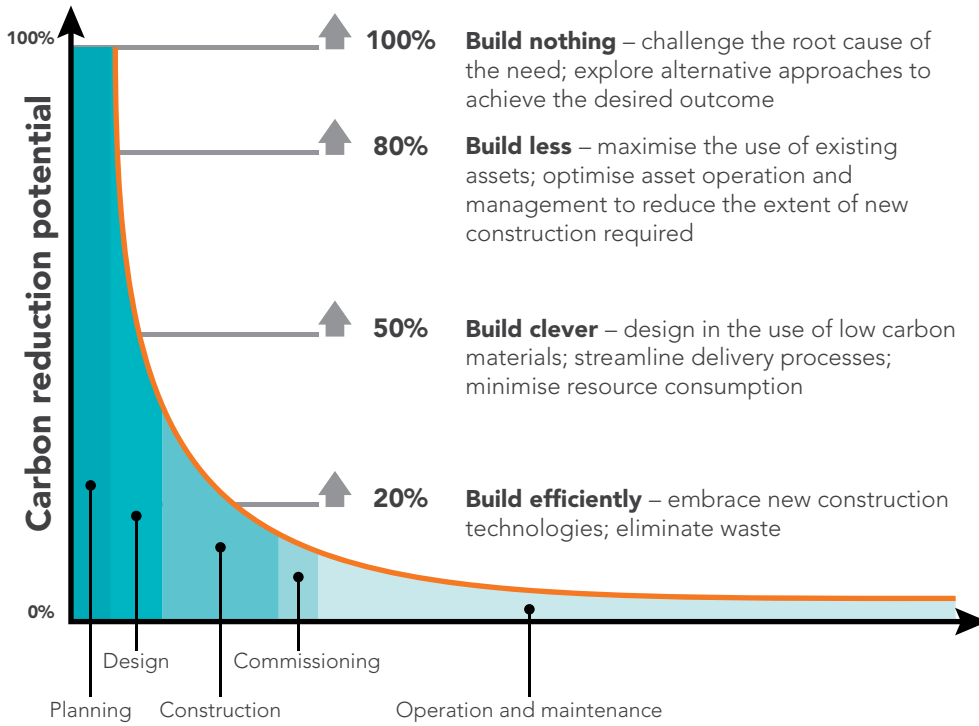 100%
Carbon reduction potential
0%
100%
Build nothing – challenge the root cause of
the need; explore alternative approaches to
achieve the desired outcome
80%
Build less – maximise the use of existing
assets; optimise asset operation and
management to reduce the extent of new
construction required
50%
Build clever – design in the use of low carbon
materials; streamline delivery processes;
minimise resource consumption
20%
Build efficiently – embrace new construction
technologies; eliminate waste
Design
Commissioning
Planning
Construction
Operation and maintenance